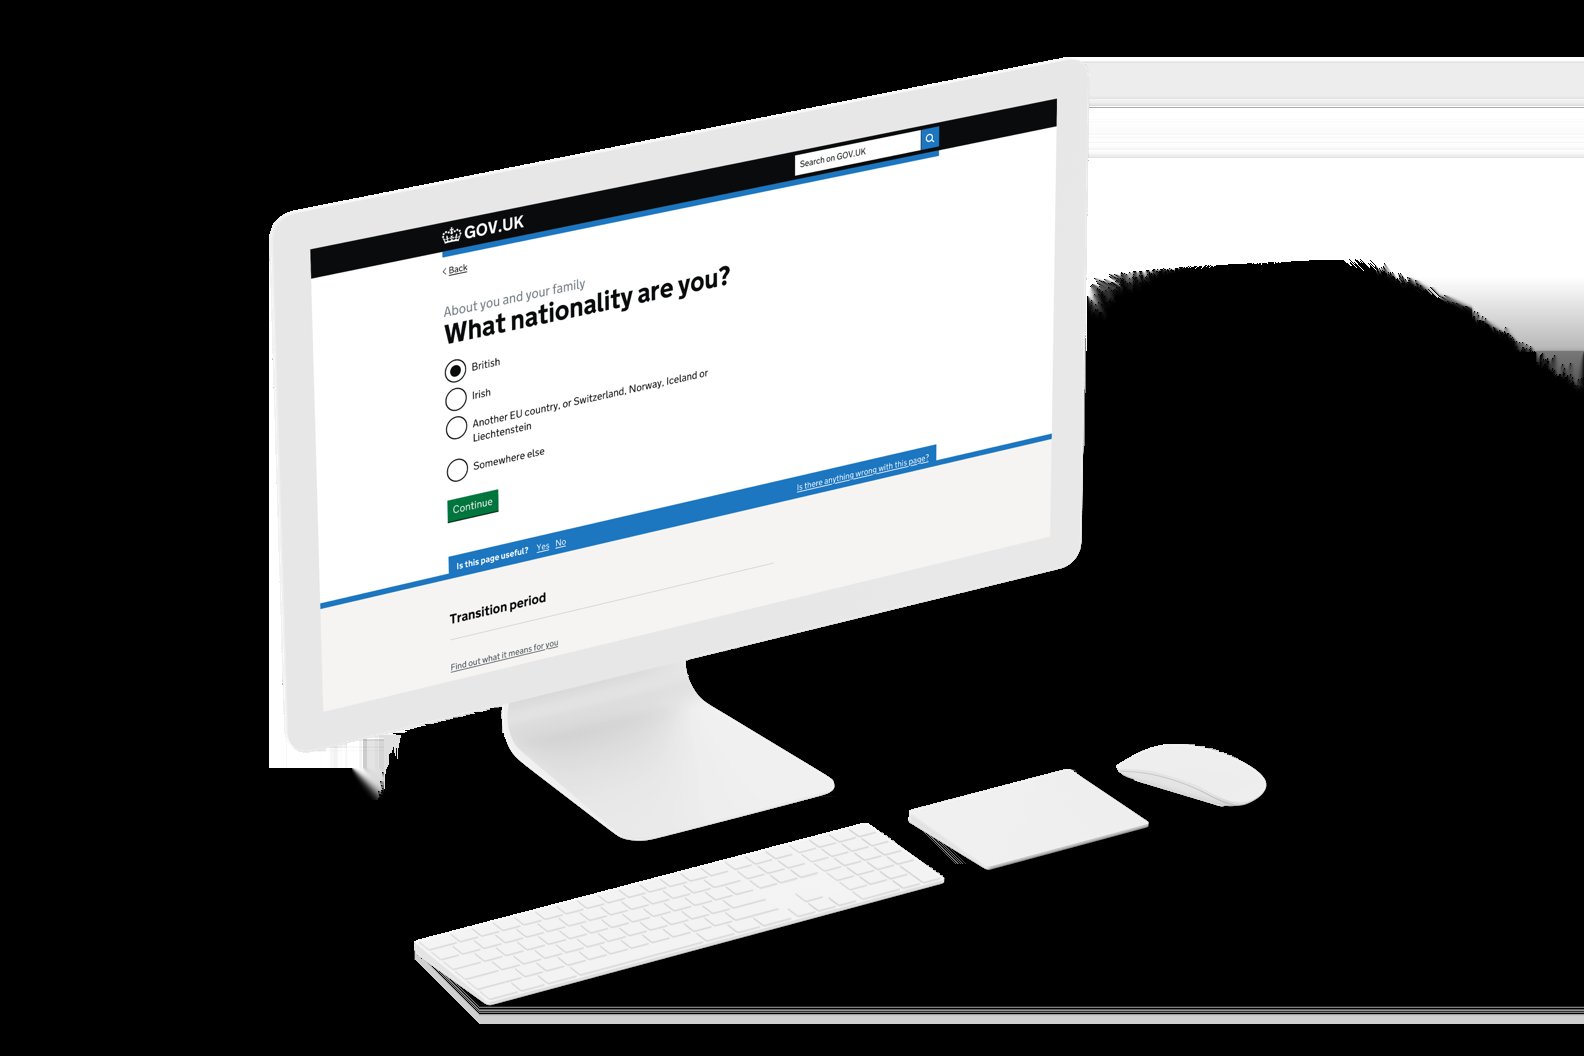 Search on GOV.UK
GOV.UK
Back
About you and your family
What nationality are you?
British
Irish
Another EU country, or Switzerland, Norway, Iceland or
Liechtenstein
Somewhere else
Continue
Is there anything wrong with this page?
Is this page useful? Yes No
Transition period
Find out what it means for you